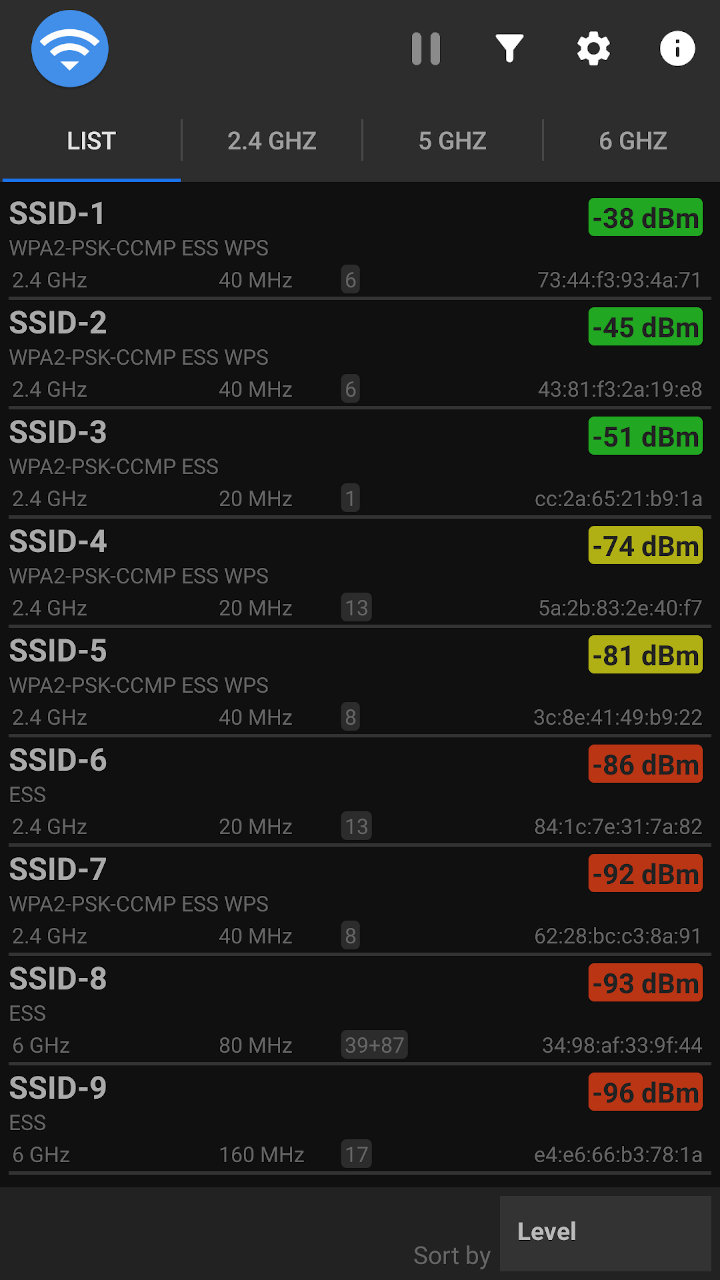 LIST 2.4 GHZ 5 GHZ 6 GHZ
SSID-1 -38 dBm
WPA2-PSK-CCMP ESS WPS
2.4 GHz 40 MHz 6 73:44:f3:93:4a:71
SSID-2 -45 dBm
WPA2-PSK-CCMP ESS WPS
2.4 GHz 40 MHz 6 43:81:f3:2a:19:e8
SSID-3 -51 dBm
WPA2-PSK-CCMP ESS
2.4 GHz 20 MHz 1 cc:2a:65:21:b9:1a
SSID-4 -74 dBm
WPA2-PSK-CCMP ESS WPS
2.4 GHz 20 MHz 13 5a:2b:83:2e:40:f7
SSID-5 -81 dBm
WPA2-PSK-CCMP ESS WPS
2.4 GHz 40 MHz 8 3c:8e:41:49:b9:22
SSID-6 -86 dBm
ESS
2.4 GHz 20 MHz 13 84:1c:7e:31:7a:82
SSID-7 -92 dBm
WPA2-PSK-CCMP ESS WPS
2.4 GHz 40 MHz 8 62:28:bc:c3:8a:91
SSID-8 -93 dBm
ESS
6 GHz 80 MHz 39+87 34:98:af:33:9f:44
SSID-9 -96 dBm
ESS
6 GHz 160 MHz 17 e4:e6:66:b3:78:1a
Sort by Level